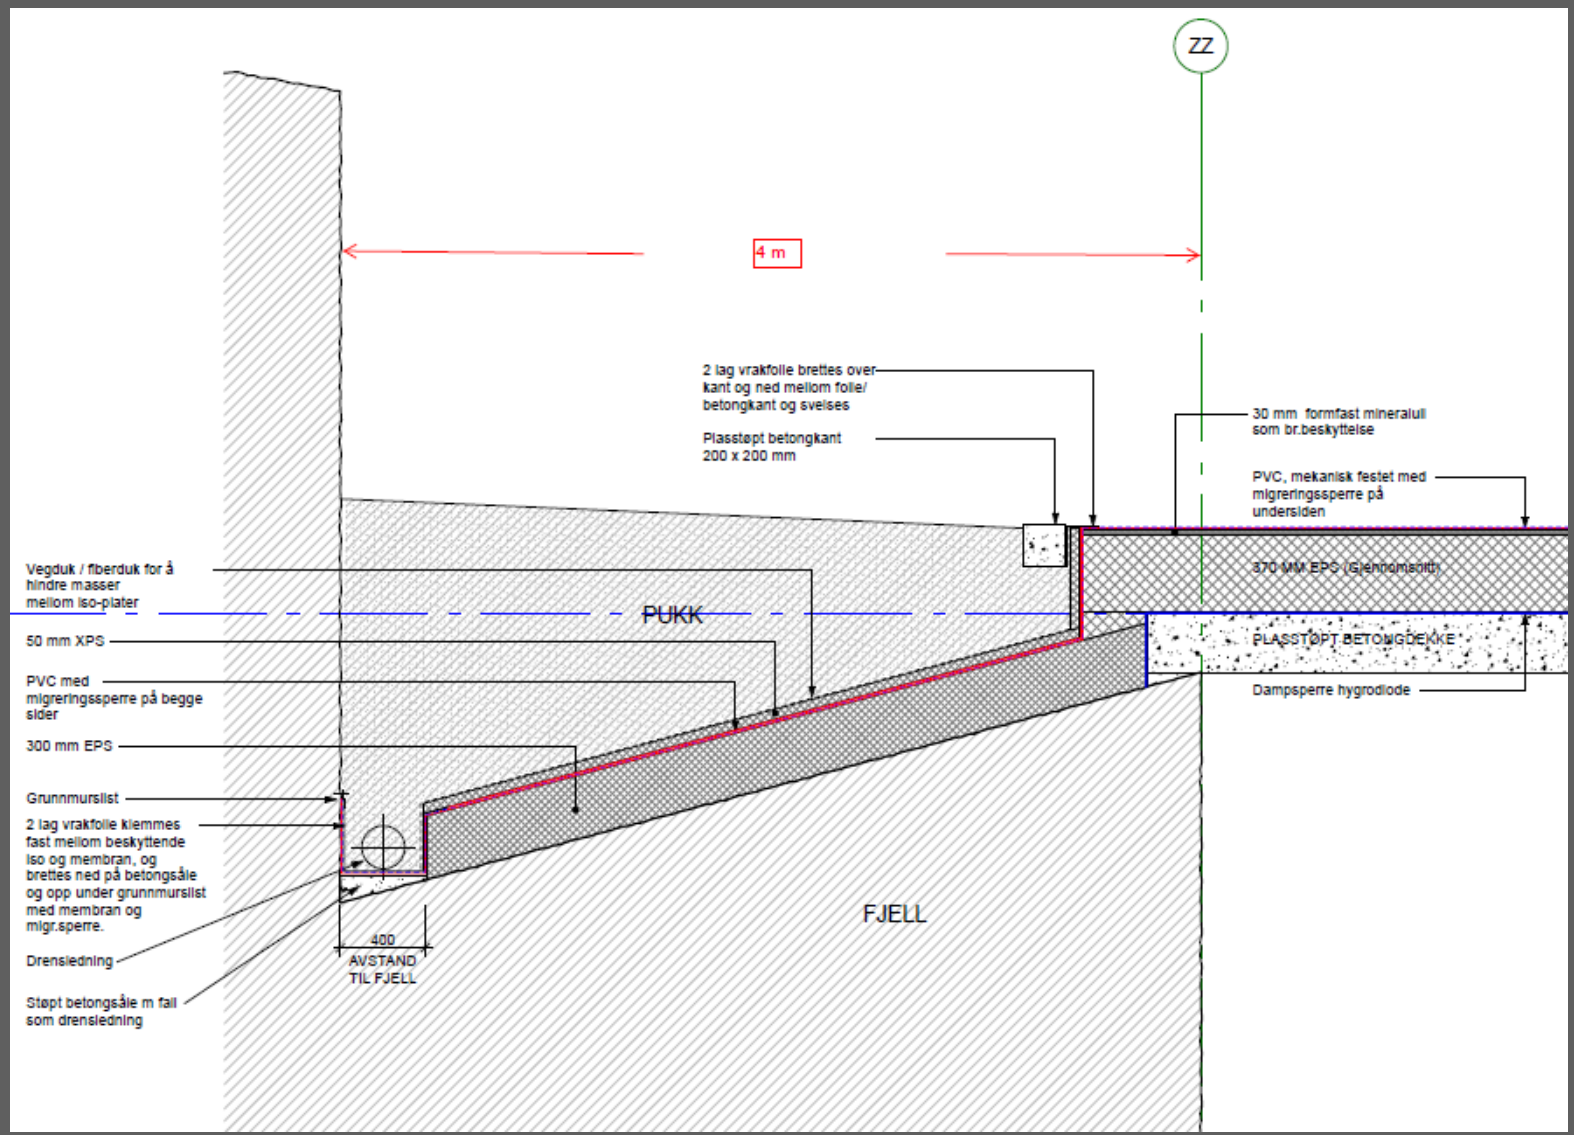 ZZ
4 m
2 lag vrakfolie brettes over
kant og ned mellom folie/
betongkant og sveises
Plasstøpt betongkant
200 x 200 mm
30 mm formfast mineralull
som br.beskyttelse
PVC, mekanisk festet med
migreringssperre på
undersiden
370 MM EPS (Gjennomsnitt)
PLASSTØPT BETONGDEKKE
Dampsperre hygrodiode
Vegduk / fiberduk for å
hindre masser
mellom iso-plater
PUKK
50 mm XPS
PVC med
migreringssperre på begge
sider
300 mm EPS
Grunnmurslist
2 lag vrakfolie klemmes
fast mellom beskyttende
iso og membran, og
brettes ned på betongsåle
og opp under grunnmurslist
med membran og
migr.sperre.
FJELL
400
AVSTAND
TIL FJELL
Drensledning
Støpt betongsåle m fall
som drensledning